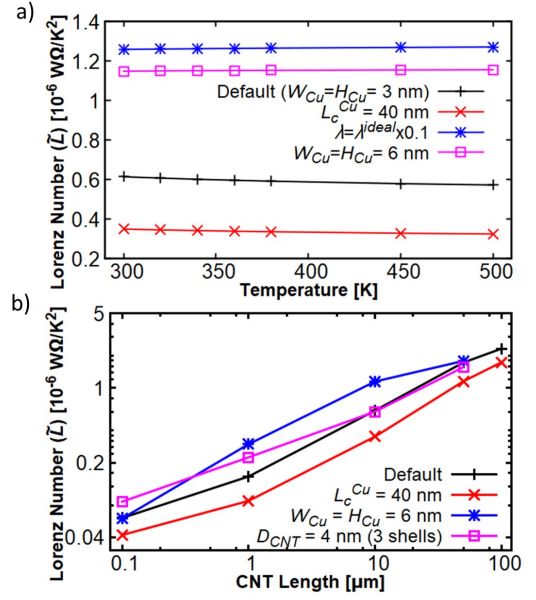 a)
Lorenz Number (L̃) [10⁻⁶ WΩ/K²]
1.4
1.2
1
0.8
0.6
0.4
0.2
Default (W_Cu=H_Cu= 3 nm)
L_c^Cu = 40 nm
λ=λ^ideal x0.1
W_Cu=H_Cu= 6 nm
300 350 400 450 500
Temperature [K]
b)
Lorenz Number (L̃) [10⁻⁶ WΩ/K²]
5
1
0.2
0.04
Default
L_c^Cu = 40 nm
W_Cu = H_Cu = 6 nm
D_CNT = 4 nm (3 shells)
0.1 1 10 100
CNT Length [µm]